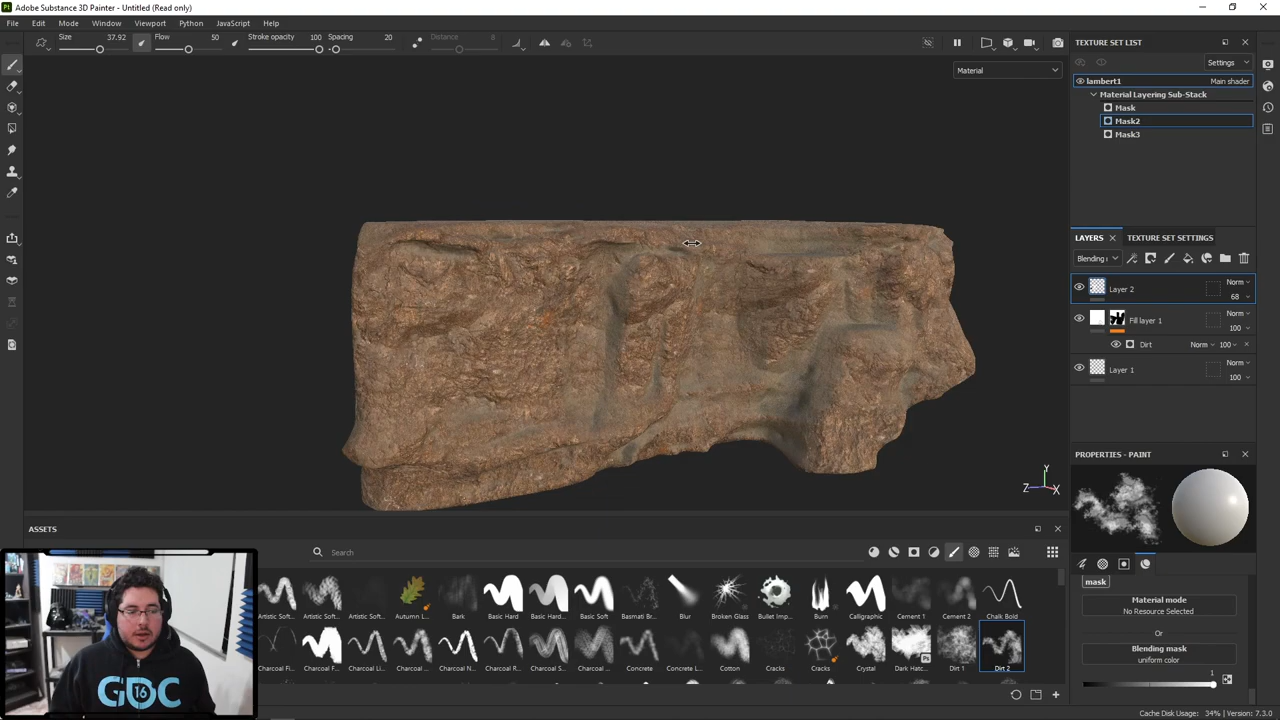 Adobe Substance 3D Painter - Untitled (Read only)
File Edit Mode Window Viewport Python JavaScript Help
Size 37.92 Flow 50 Stroke opacity 100 Spacing 20 Distance 8
Material
TEXTURE SET LIST
Settings
lambert1 Main shader
Material Layering Sub-Stack
Mask
Mask2
Mask3
LAYERS TEXTURE SET SETTINGS
Blending
Layer 2 Norm 68
Fill layer 1 Norm 100
Dirt Norm 100
Layer 1 Norm 100
PROPERTIES - PAINT
mask
Material mode
No Resource Selected
Or
Blending mask
uniform color
1
Y
Z X
ASSETS
Search
Artistic Soft... Artistic Sof... Autumn L... Bark Basic Hard Basic Hard ... Basic Soft Basmati Br... Blur Broken Glass Bullet Imp... Burn Calligraphic Cement 1 Cement 2 Chalk Bold
Charcoal Fi... Charcoal F... Charcoal Li... Charcoal ... Charcoal N... Charcoal R... Charcoal S... Charcoal ... Concrete Concrete L... Cotton Cracks Cracks Crystal Dark Hatc... Dirt 1 Dirt 2
GDC
16
Cache Disk Usage: 34% | Version: 7.3.0